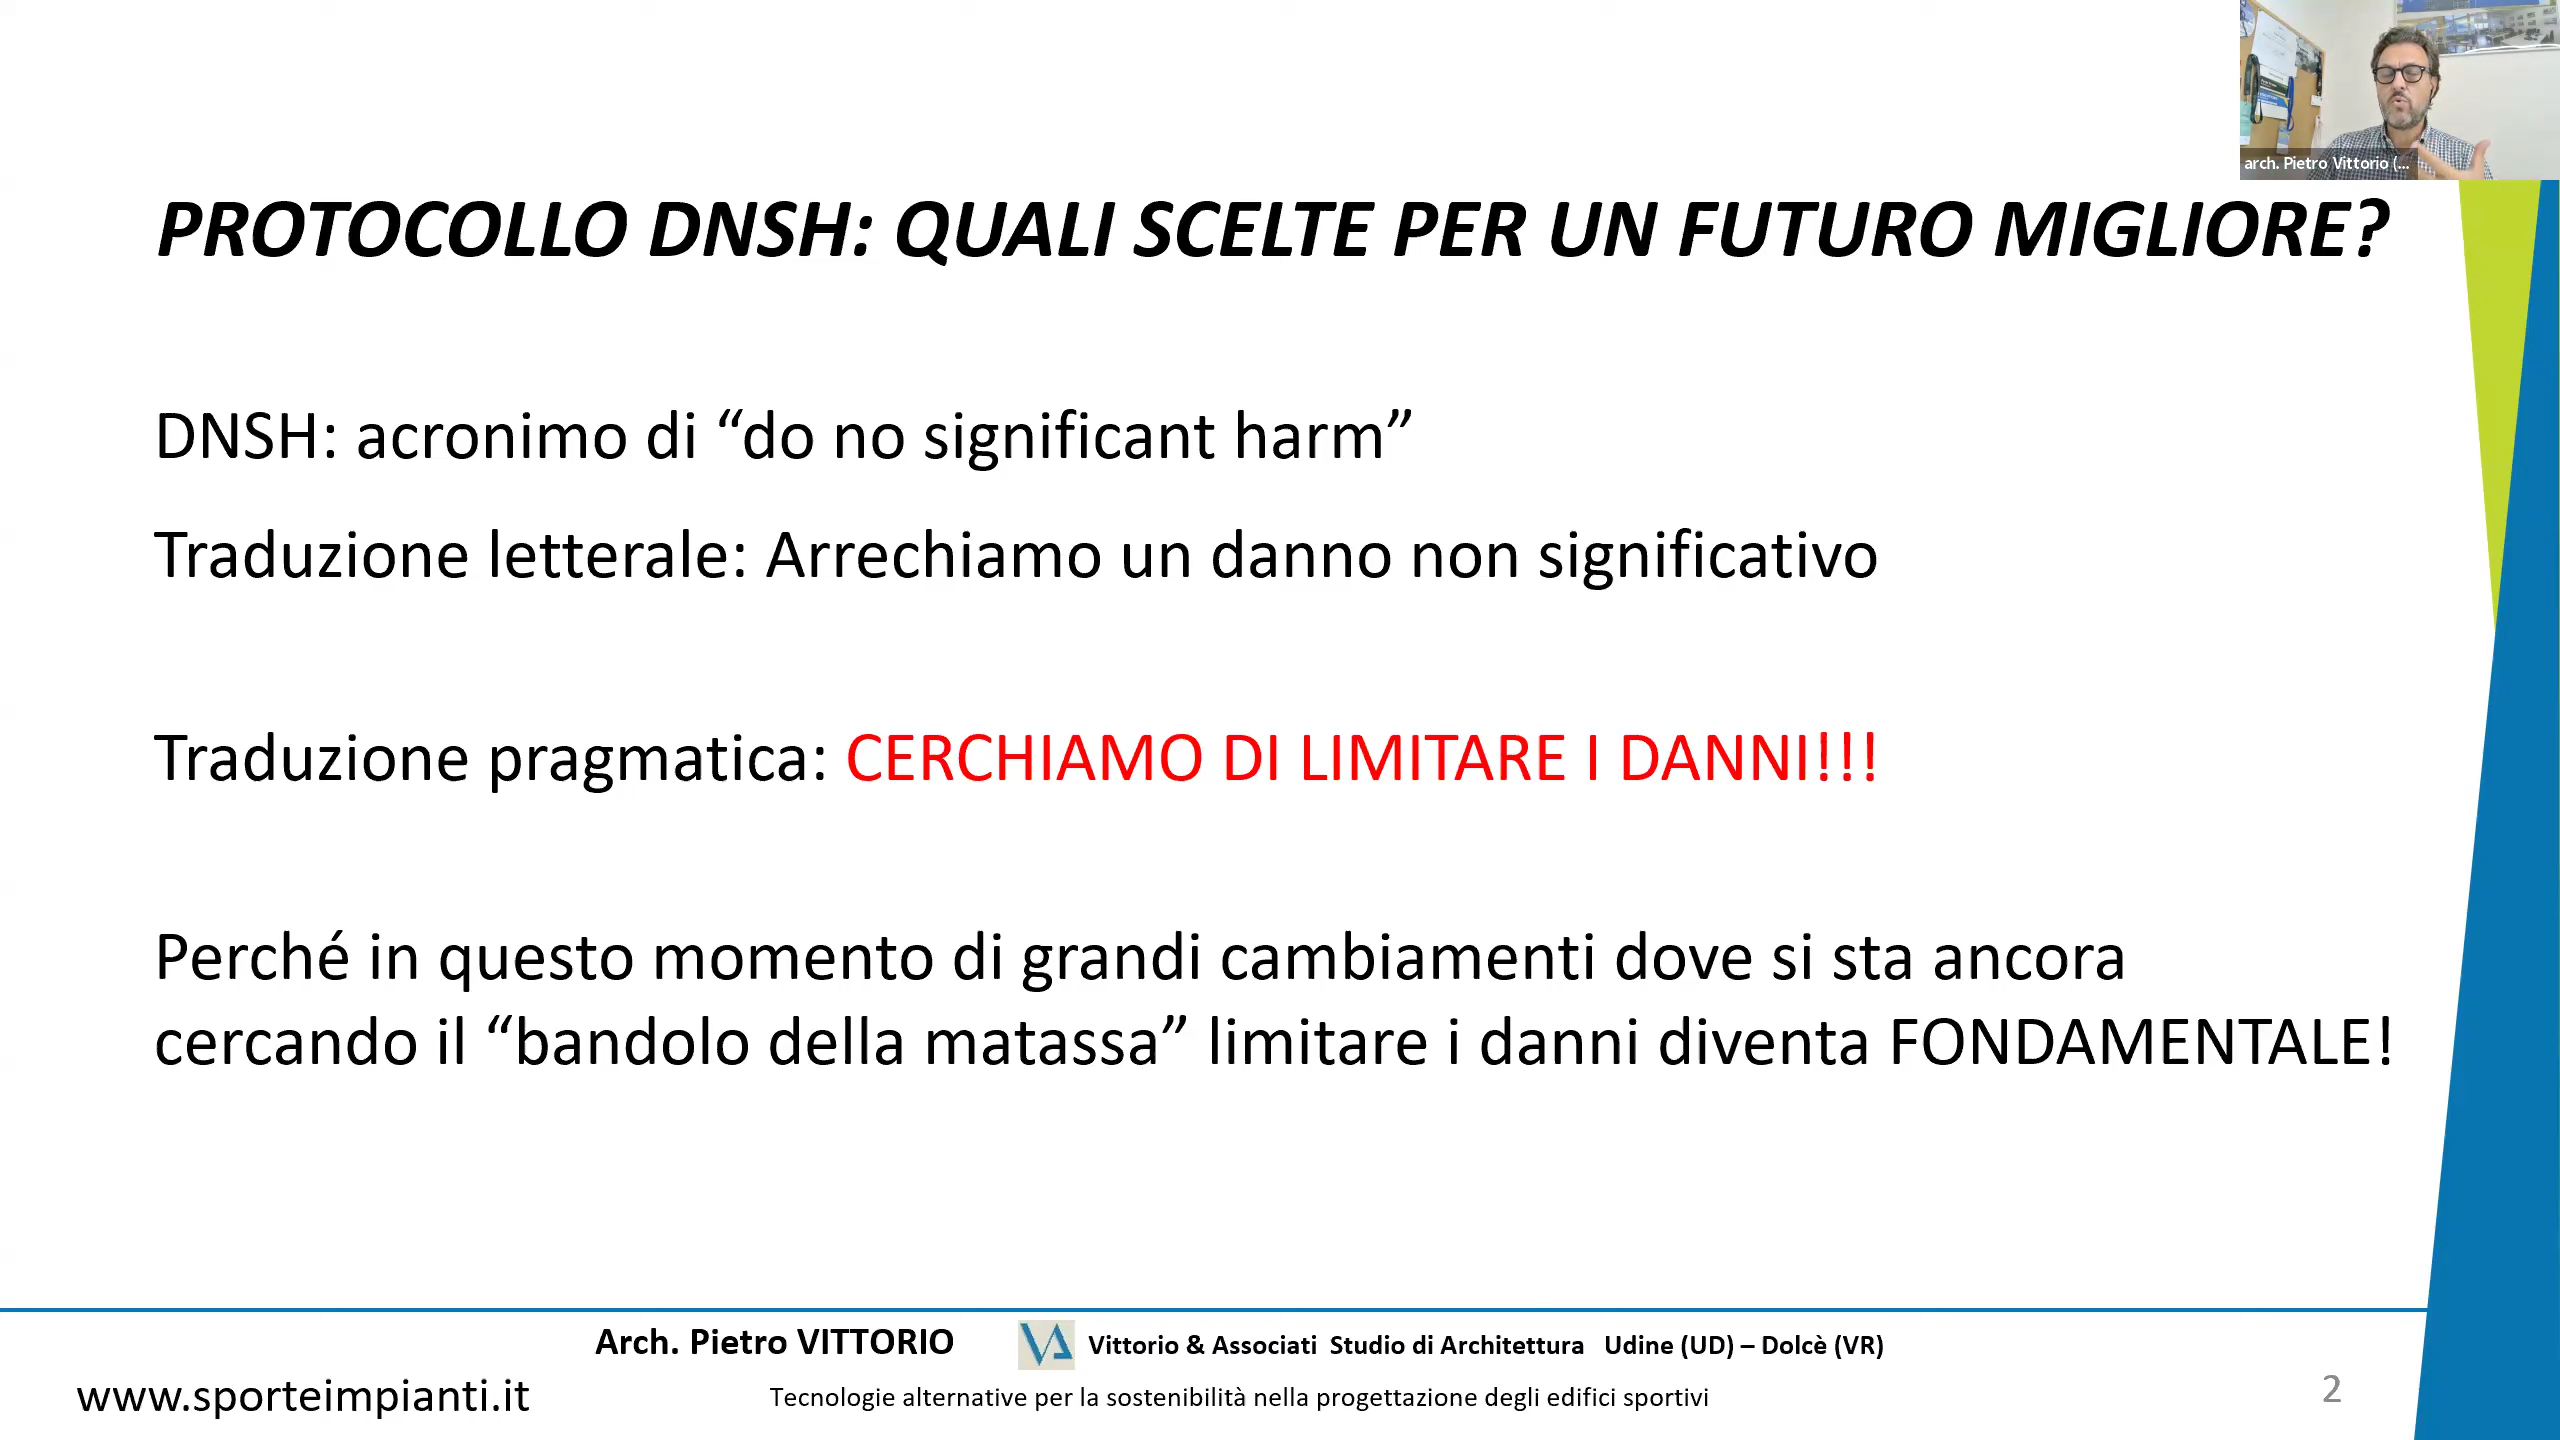 arch. Pietro Vittorio (...
PROTOCOLLO DNSH: QUALI SCELTE PER UN FUTURO MIGLIORE?
DNSH: acronimo di “do no significant harm”
Traduzione letterale: Arrechiamo un danno non significativo
Traduzione pragmatica: CERCHIAMO DI LIMITARE I DANNI!!!
Perché in questo momento di grandi cambiamenti dove si sta ancora
cercando il “bandolo della matassa” limitare i danni diventa FONDAMENTALE!
Arch. Pietro VITTORIO VA Vittorio & Associati Studio di Architettura Udine (UD) – Dolcè (VR)
www.sporteimpianti.it Tecnologie alternative per la sostenibilità nella progettazione degli edifici sportivi 2